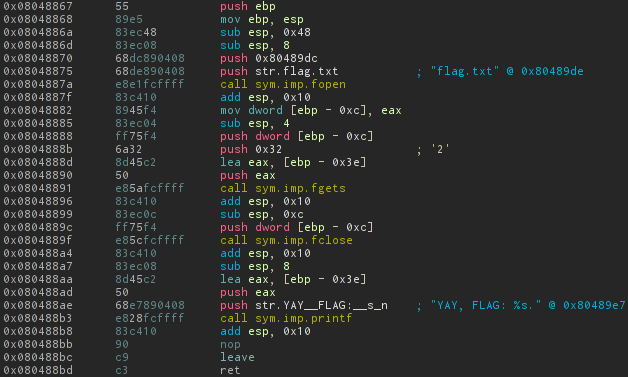 0x08048867 55 push ebp
0x08048868 89e5 mov ebp, esp
0x0804886a 83ec48 sub esp, 0x48
0x0804886d 83ec08 sub esp, 8
0x08048870 68dc890408 push 0x80489dc
0x08048875 68de890408 push str.flag.txt ; "flag.txt" @ 0x80489de
0x0804887a e8e1fcffff call sym.imp.fopen
0x0804887f 83c410 add esp, 0x10
0x08048882 8945f4 mov dword [ebp - 0xc], eax
0x08048885 83ec04 sub esp, 4
0x08048888 ff75f4 push dword [ebp - 0xc]
0x0804888b 6a32 push 0x32 ; '2'
0x0804888d 8d45c2 lea eax, [ebp - 0x3e]
0x08048890 50 push eax
0x08048891 e85afcffff call sym.imp.fgets
0x08048896 83c410 add esp, 0x10
0x08048899 83ec0c sub esp, 0xc
0x0804889c ff75f4 push dword [ebp - 0xc]
0x0804889f e85cfcffff call sym.imp.fclose
0x080488a4 83c410 add esp, 0x10
0x080488a7 83ec08 sub esp, 8
0x080488aa 8d45c2 lea eax, [ebp - 0x3e]
0x080488ad 50 push eax
0x080488ae 68e7890408 push str.YAY__FLAG:__s_n ; "YAY, FLAG: %s." @ 0x80489e7
0x080488b3 e828fcffff call sym.imp.printf
0x080488b8 83c410 add esp, 0x10
0x080488bb 90 nop
0x080488bc c9 leave
0x080488bd c3 ret